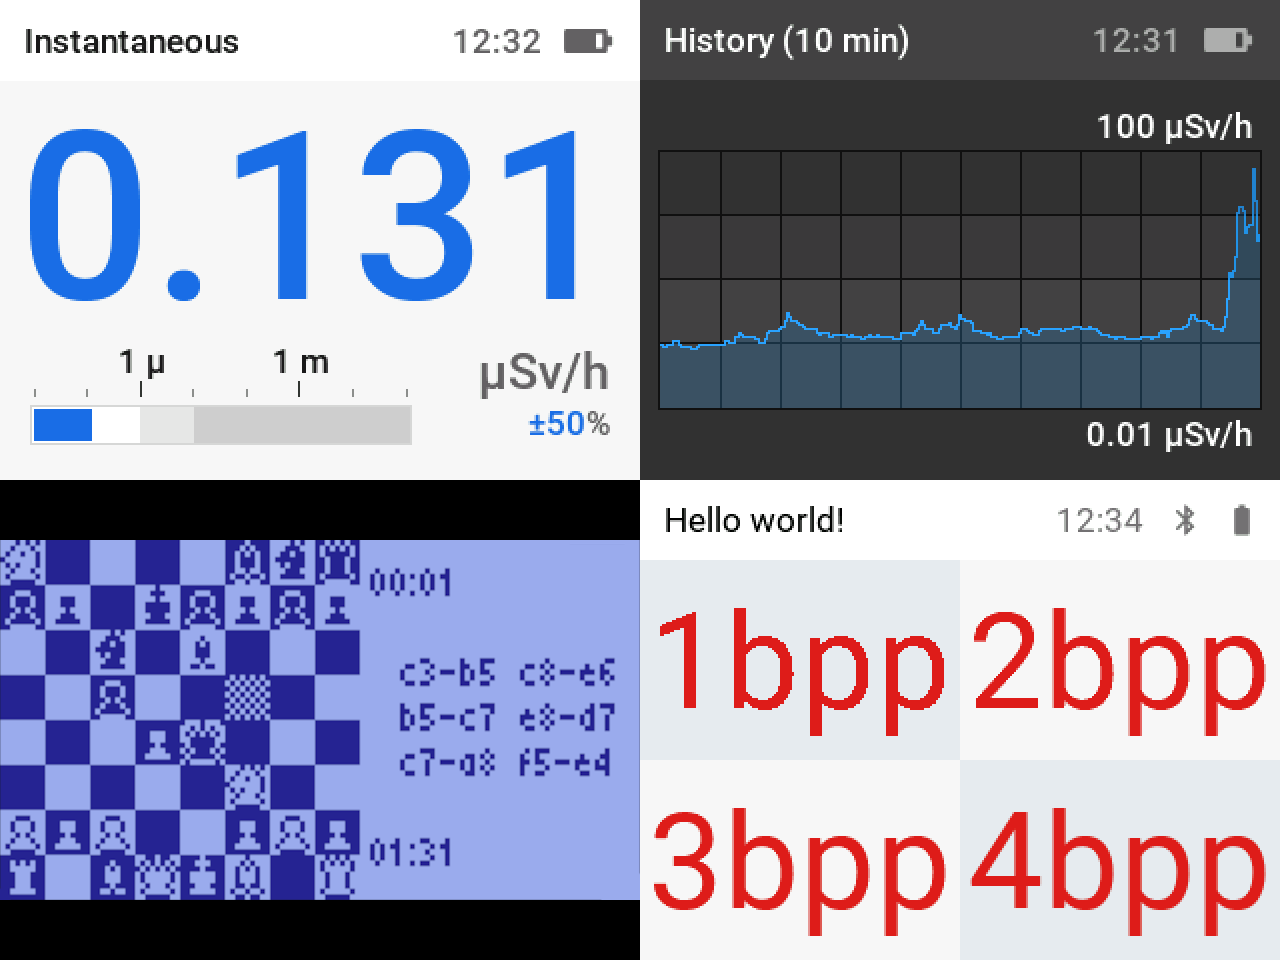 Instantaneous 12:32
0.131
1 µ 1 m
µSv/h
±50%
History (10 min) 12:31
100 µSv/h
0.01 µSv/h
00:01
c3-b5 c8-e6
b5-c7 e8-d7
c7-a8 f5-e4
01:31
Hello world! 12:34
1bpp 2bpp
3bpp 4bpp